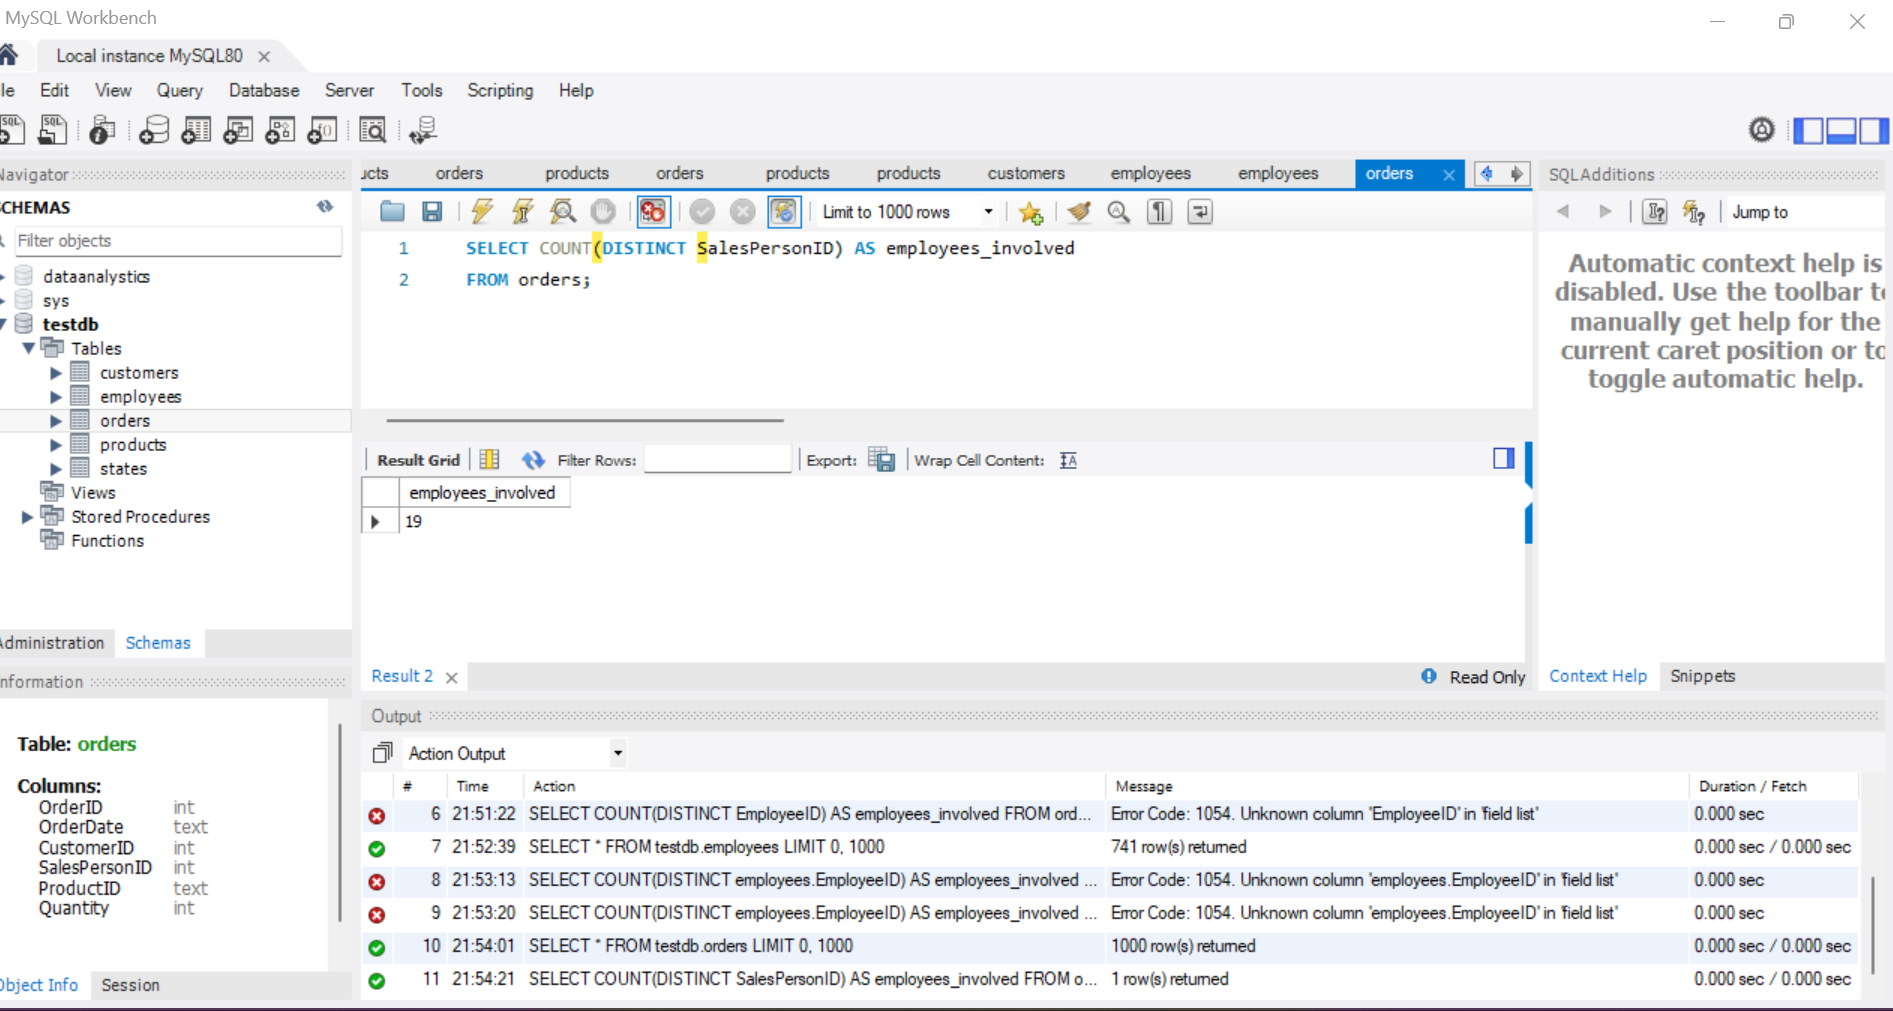 MySQL Workbench
Local instance MySQL80
le Edit View Query Database Server Tools Scripting Help
Navigator
SCHEMAS
Filter objects
dataanalystics
sys
testdb
Tables
customers
employees
orders
products
states
Views
Stored Procedures
Functions
Administration Schemas
Information
Table: orders
Columns:
OrderID int
OrderDate text
CustomerID int
SalesPersonID int
ProductID text
Quantity int
Object Info Session
ucts orders products orders products products customers employees employees orders
Limit to 1000 rows
1 SELECT COUNT(DISTINCT SalesPersonID) AS employees_involved
2 FROM orders;
Result Grid Filter Rows: Export: Wrap Cell Content:
employees_involved
19
Result 2 Read Only
SQLAdditions
Jump to
Automatic context help is
disabled. Use the toolbar to
manually get help for the
current caret position or to
toggle automatic help.
Context Help Snippets
Output
Action Output
# Time Action Message Duration / Fetch
6 21:51:22 SELECT COUNT(DISTINCT EmployeeID) AS employees_involved FROM ord... Error Code: 1054. Unknown column 'EmployeeID' in 'field list' 0.000 sec
7 21:52:39 SELECT * FROM testdb.employees LIMIT 0, 1000 741 row(s) returned 0.000 sec / 0.000 sec
8 21:53:13 SELECT COUNT(DISTINCT employees.EmployeeID) AS employees_involved ... Error Code: 1054. Unknown column 'employees.EmployeeID' in 'field list' 0.000 sec
9 21:53:20 SELECT COUNT(DISTINCT employees.EmployeeID) AS employees_involved ... Error Code: 1054. Unknown column 'employees.EmployeeID' in 'field list' 0.000 sec
10 21:54:01 SELECT * FROM testdb.orders LIMIT 0, 1000 1000 row(s) returned 0.000 sec / 0.000 sec
11 21:54:21 SELECT COUNT(DISTINCT SalesPersonID) AS employees_involved FROM o... 1 row(s) returned 0.000 sec / 0.000 sec